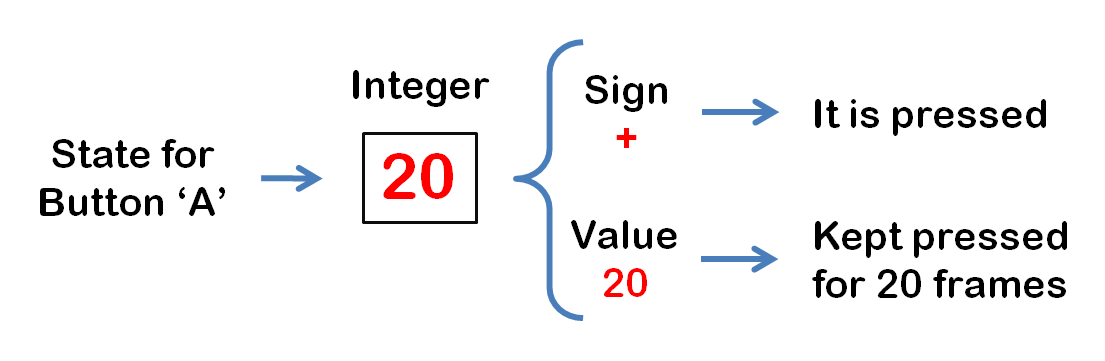 State for
Button ‘A’
Integer
20
Sign
+
It is pressed
Value
20
Kept pressed
for 20 frames